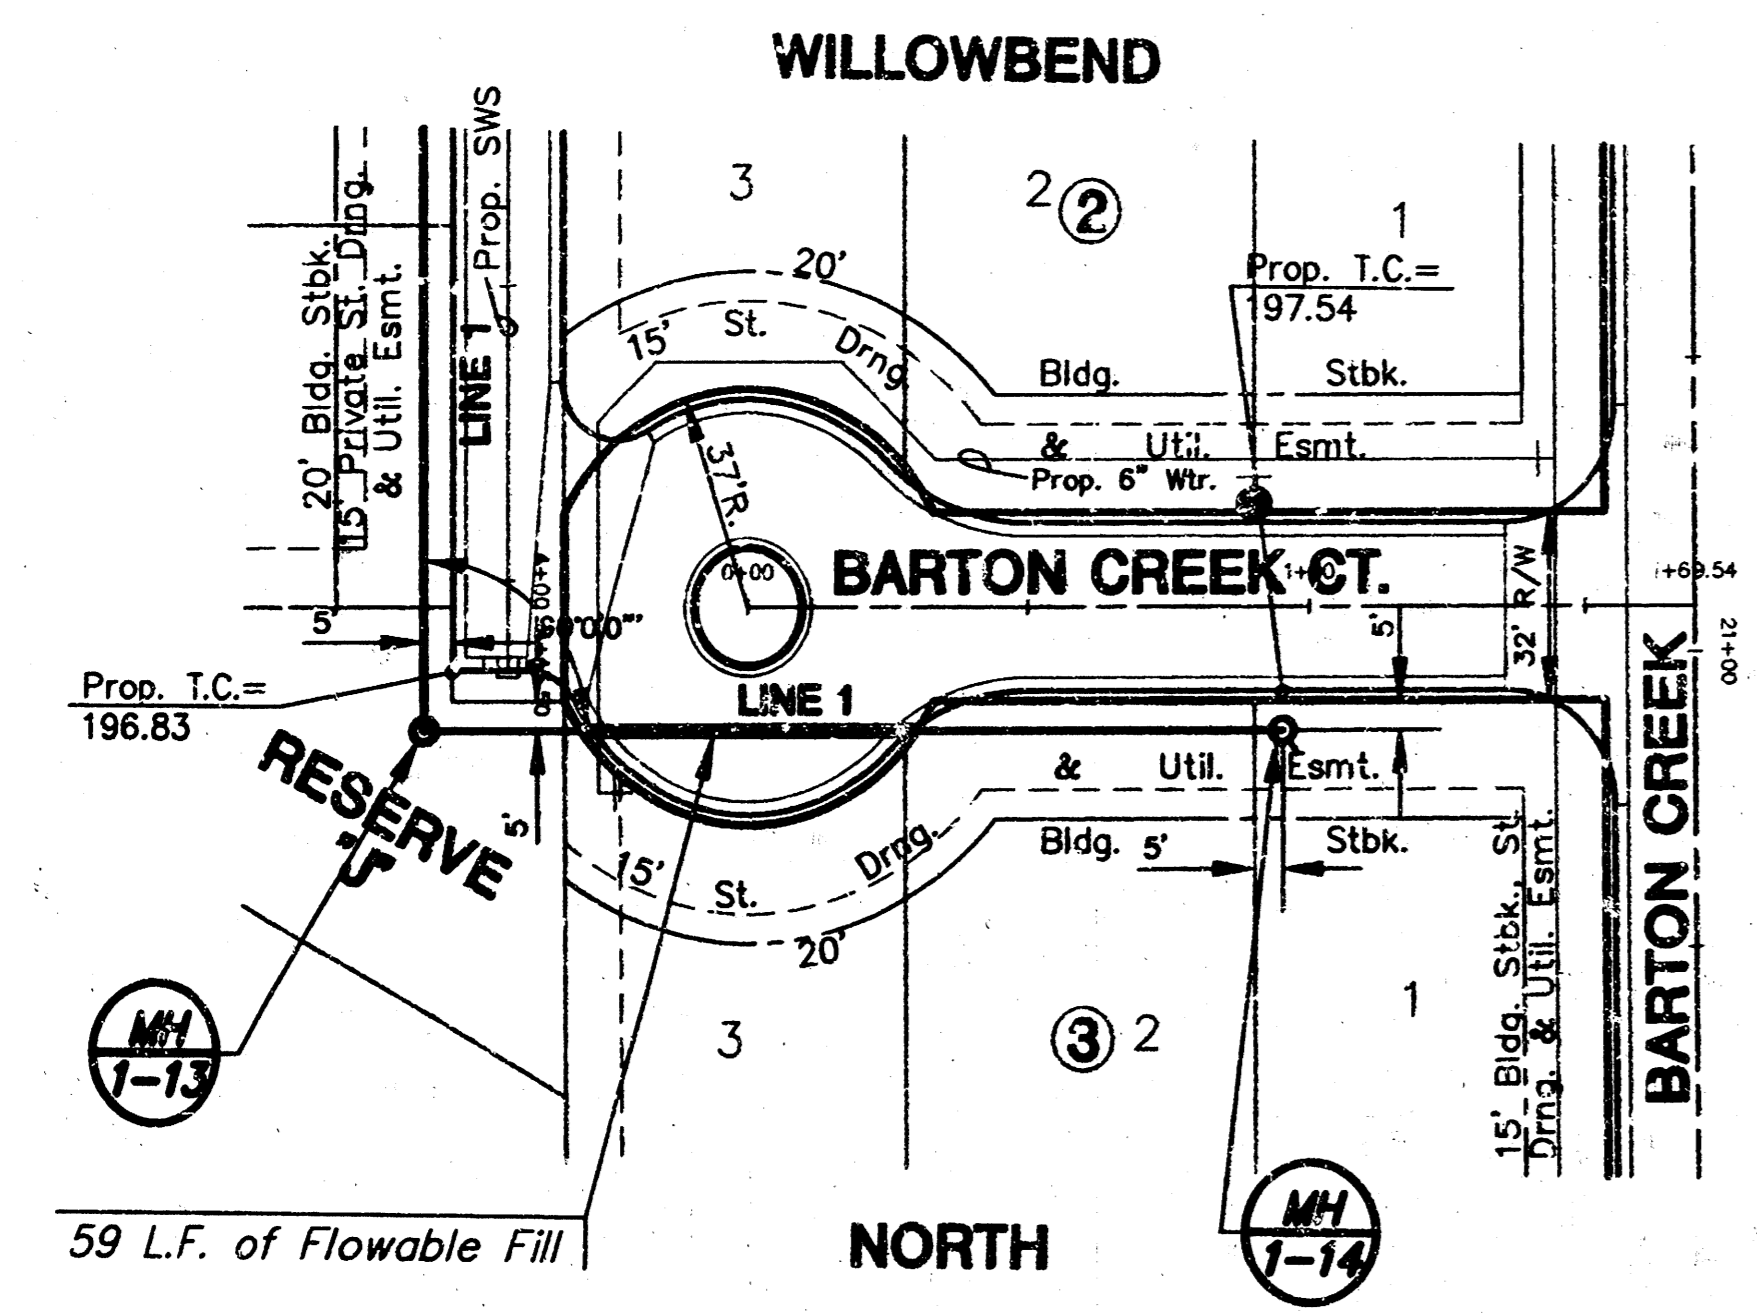 WILLOWBEND
Prop. SWS
3
2
2
1
20'
Prop. T.C.=
197.54
15'
St.
Drng
20' Bldg. Stbk.
15' Private St. Drng.
& Util. Esmt.
LINE 1
Bldg.
Stbk.
& Util. Esmt.
Prop. 6" Wtr.
37'R.
0+00
BARTON CREEK CT.
32' R/W
1+69.54
21+00
BARTON CREEK
5'
5'
Prop. T.C.=
196.83
LINE 1
RESERVE
"J"
5'
& Util. Esmt.
Bldg.
5'
Stbk.
15'
St.
Drng.
20'
15' Bldg. Stbk., St.
Drng. & Util. Esmt.
MH
1-13
3
3
2
1
59 L.F. of Flowable Fill
NORTH
MH
1-14